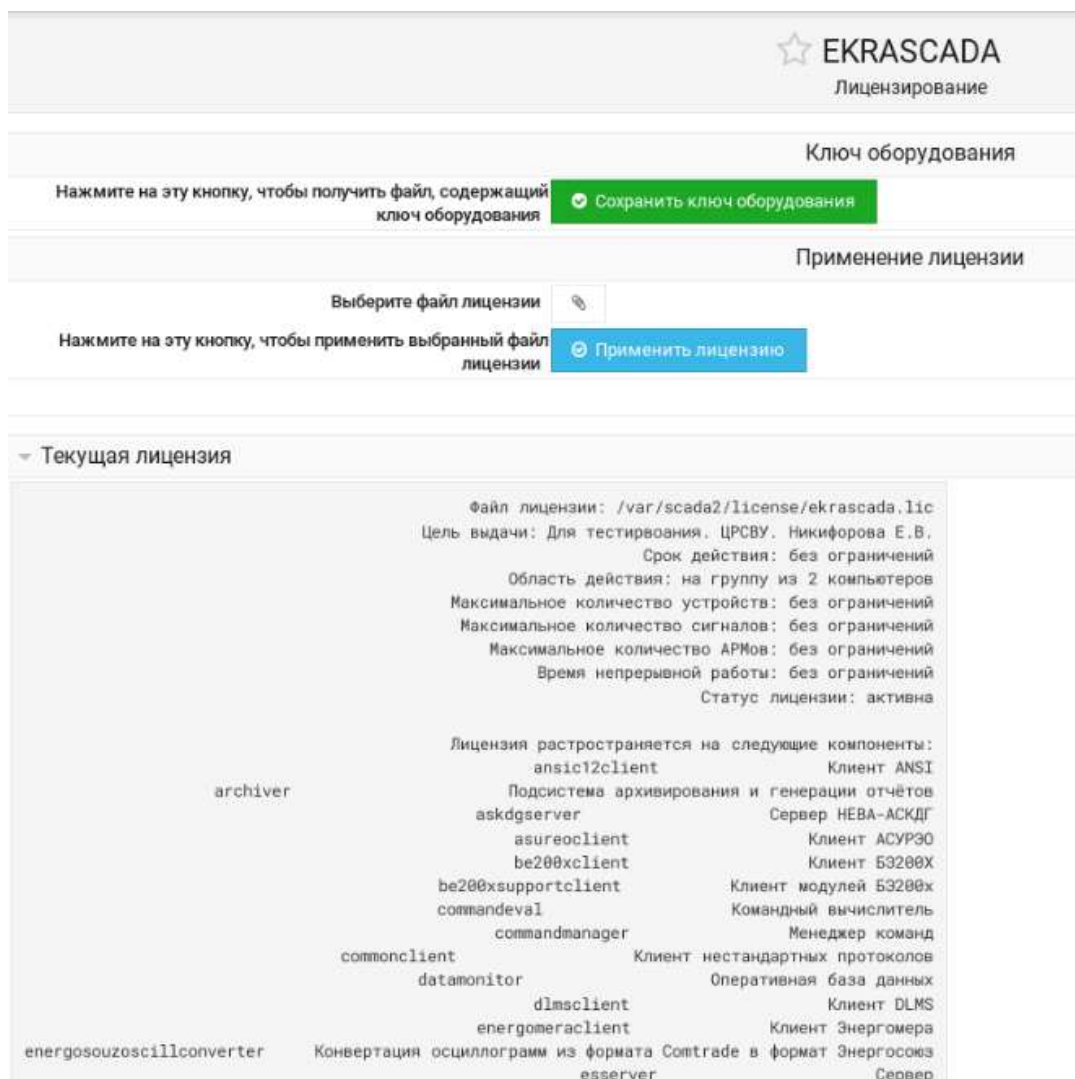 EKRASCADA
Лицензирование
Ключ оборудования
Нажмите на эту кнопку, чтобы получить файл, содержащий
ключ оборудования
Сохранить ключ оборудования
Применение лицензии
Выберите файл лицензии
Нажмите на эту кнопку, чтобы применить выбранный файл
лицензии
Применить лицензию
Текущая лицензия
Файл лицензии: /var/scada2/license/ekrascada.lic
Цель выдачи: Для тестирвоания. ЦРСВУ. Никифорова Е.В.
Срок действия: без ограничений
Область действия: на группу из 2 компьютеров
Максимальное количество устройств: без ограничений
Максимальное количество сигналов: без ограничений
Максимальное количество АРМов: без ограничений
Время непрерывной работы: без ограничений
Статус лицензии: активна
Лицензия растространяется на следующие компоненты:
ansic12client Клиент ANSI
archiver Подсистема архивирования и генерации отчётов
askdgserver Сервер НЕВА-АСКДГ
asureoclient Клиент АСУРЭО
be200xclient Клиент БЭ200X
be200xsupportclient Клиент модулей БЭ200x
commandeval Командный вычислитель
commandmanager Менеджер команд
commonclient Клиент нестандартных протоколов
datamonitor Оперативная база данных
dlmsclient Клиент DLMS
energomeraclient Клиент Энергомера
energosouzoscillconverter Конвертация осциллограмм из формата Comtrade в формат Энергосоюз
esserver Сервер